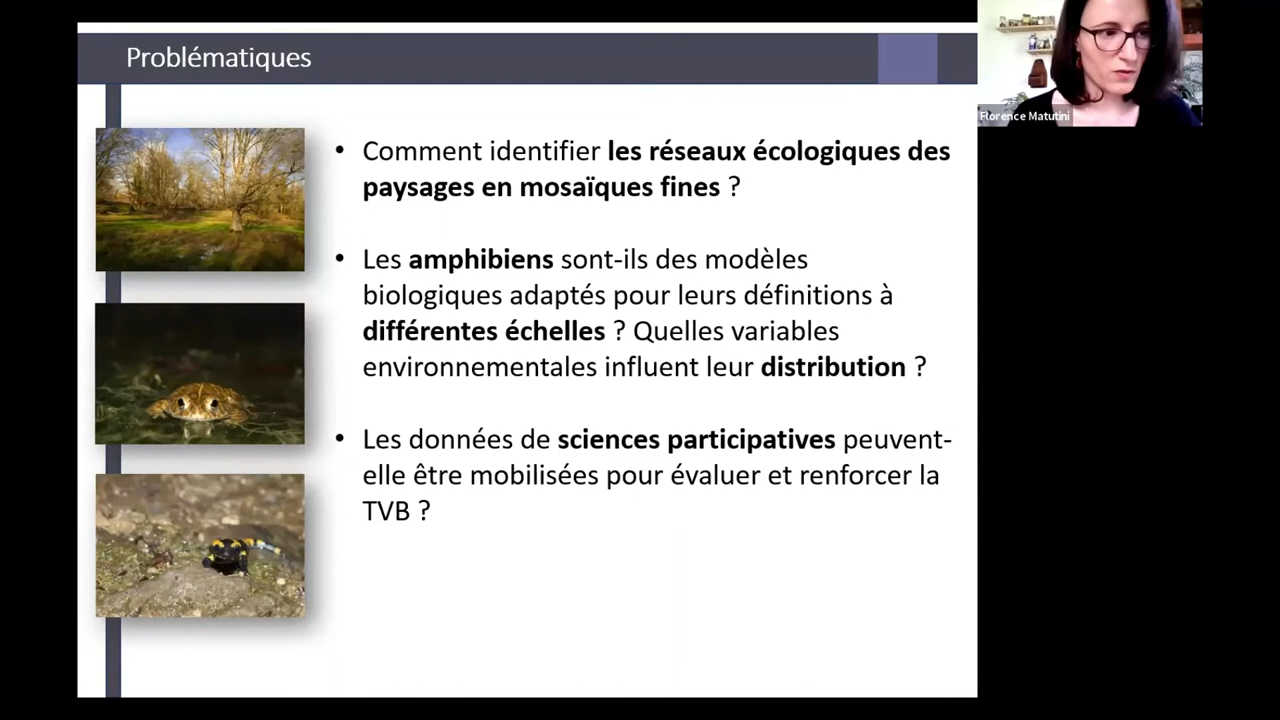 Problématiques
Florence Matutini
• Comment identifier les réseaux écologiques des
paysages en mosaïques fines ?
• Les amphibiens sont-ils des modèles
biologiques adaptés pour leurs définitions à
différentes échelles ? Quelles variables
environnementales influent leur distribution ?
• Les données de sciences participatives peuvent-
elle être mobilisées pour évaluer et renforcer la
TVB ?